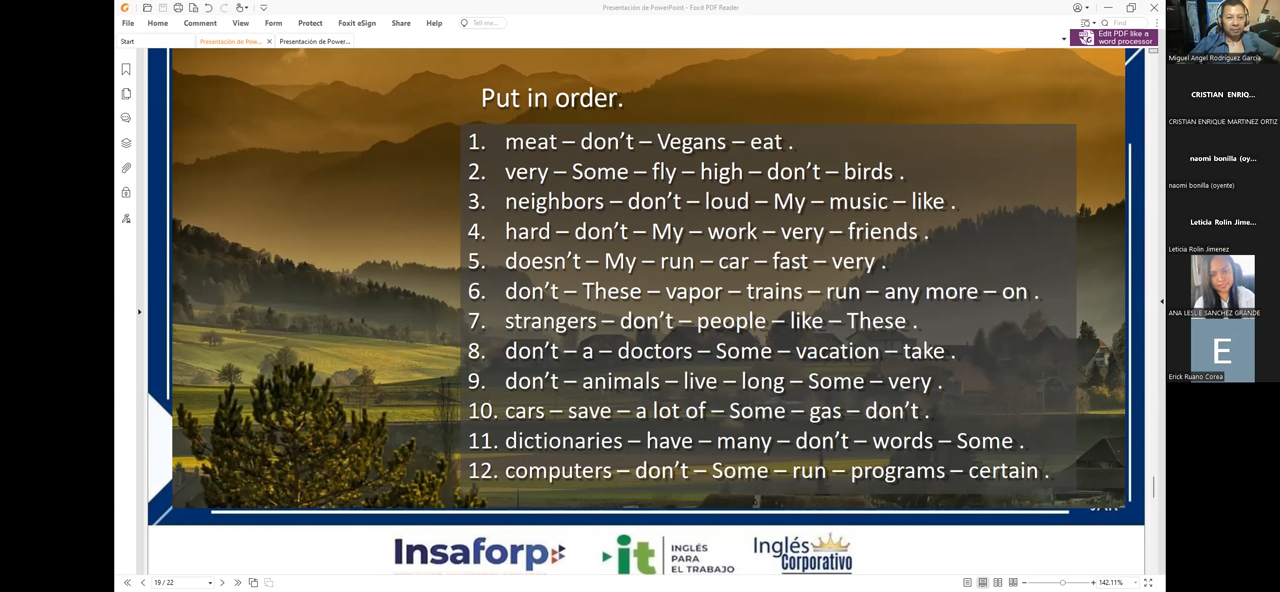 Presentación de PowerPoint - Foxit PDF Reader
File Home Comment View Form Protect Foxit eSign Share Help Tell me... Find
Start Presentación de Pow... Presentación de Power... Edit PDF like a
word processor
Put in order.
1. meat – don't – Vegans – eat .
2. very – Some – fly – high – don't – birds .
3. neighbors – don't – loud – My – music – like .
4. hard – don't – My – work – very – friends .
5. doesn't – My – run – car – fast – very .
6. don't – These – vapor – trains – run – any more – on .
7. strangers – don't – people – like – These .
8. don't – a – doctors – Some – vacation – take .
9. don't – animals – live – long – Some – very .
10. cars – save – a lot of – Some – gas – don't .
11. dictionaries – have – many – don't – words – Some .
12. computers – don't – Some – run – programs – certain .
Insaforp
it INGLÉS
PARA
EL TRABAJO
Inglés
Corporativo
19 / 22 142.11%
Miguel Angel Rodriguez Garcia
CRISTIAN ENRIQ...
CRISTIAN ENRIQUE MARTINEZ ORTIZ
naomi bonilla (oy...
naomi bonilla (oyente)
Leticia Rolin Jime...
Leticia Rolin Jimenez
ANA LESLIE SANCHEZ GRANDE
E
Erick Ruano Corea